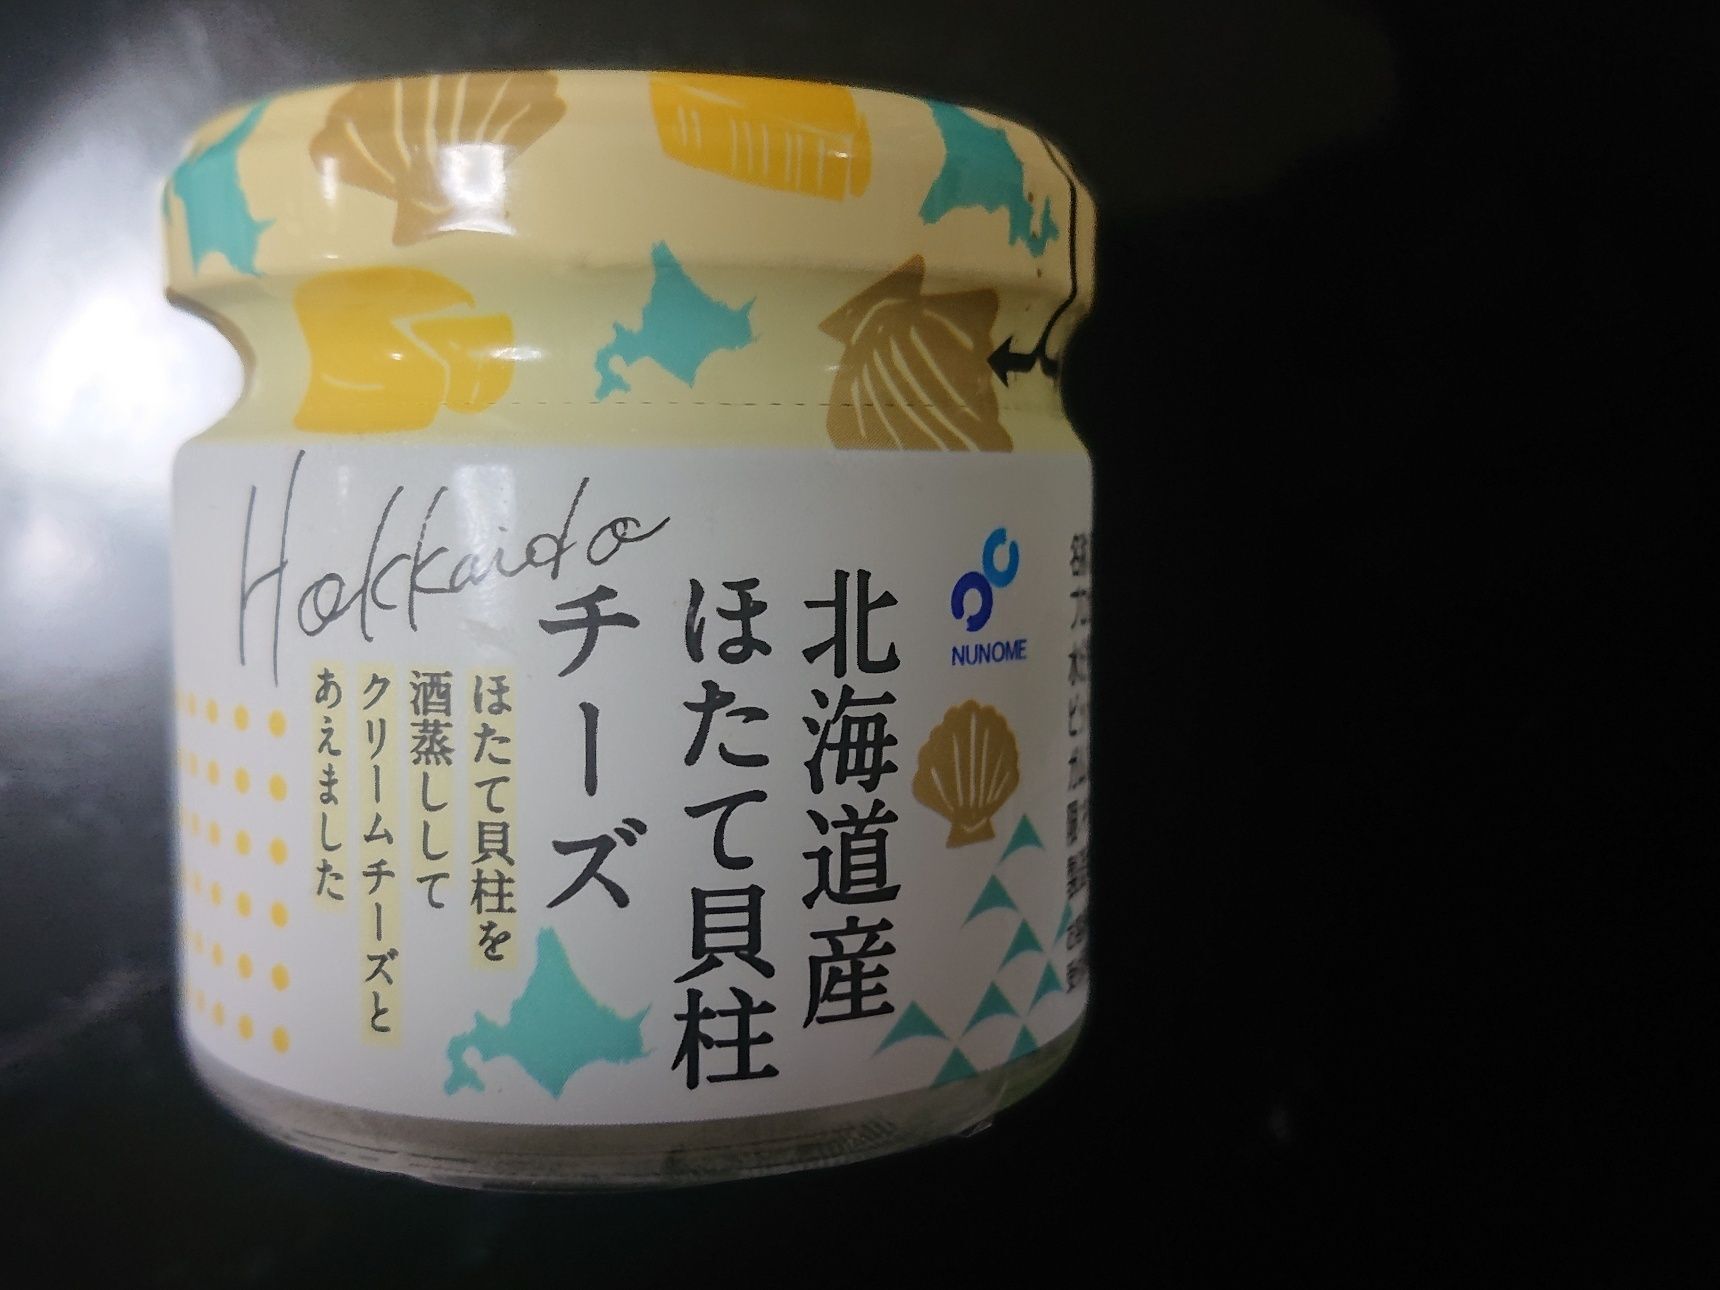 Hokkaido
NUNOME
北海道産
ほたて貝柱
チーズ
ほたて貝柱を
酒蒸しして
クリームチーズと
あえました